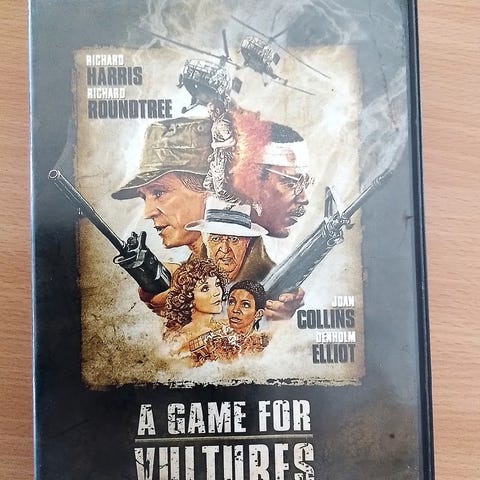 RICHARD
HARRIS
RICHARD
ROUNDTREE
JOAN
COLLINS
DENHOLM
ELLIOT
A GAME FOR
VULTURES